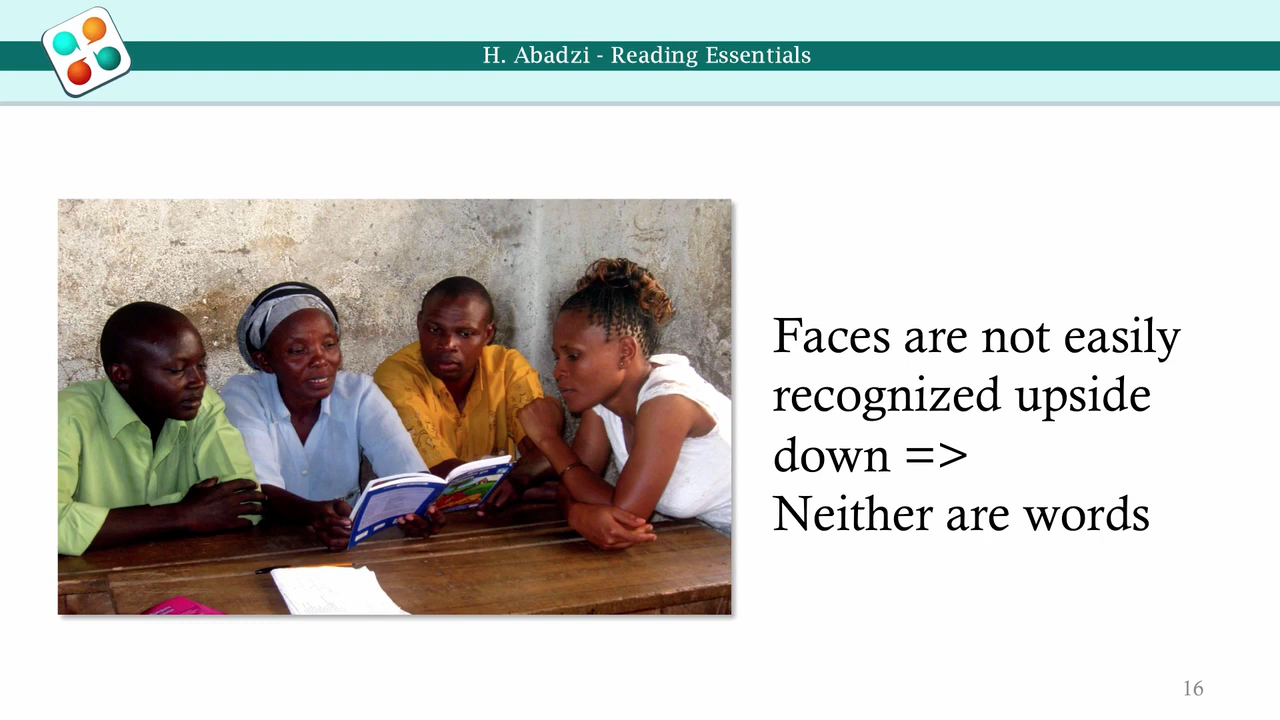 H. Abadzi - Reading Essentials
Faces are not easily
recognized upside
down =>
Neither are words
16